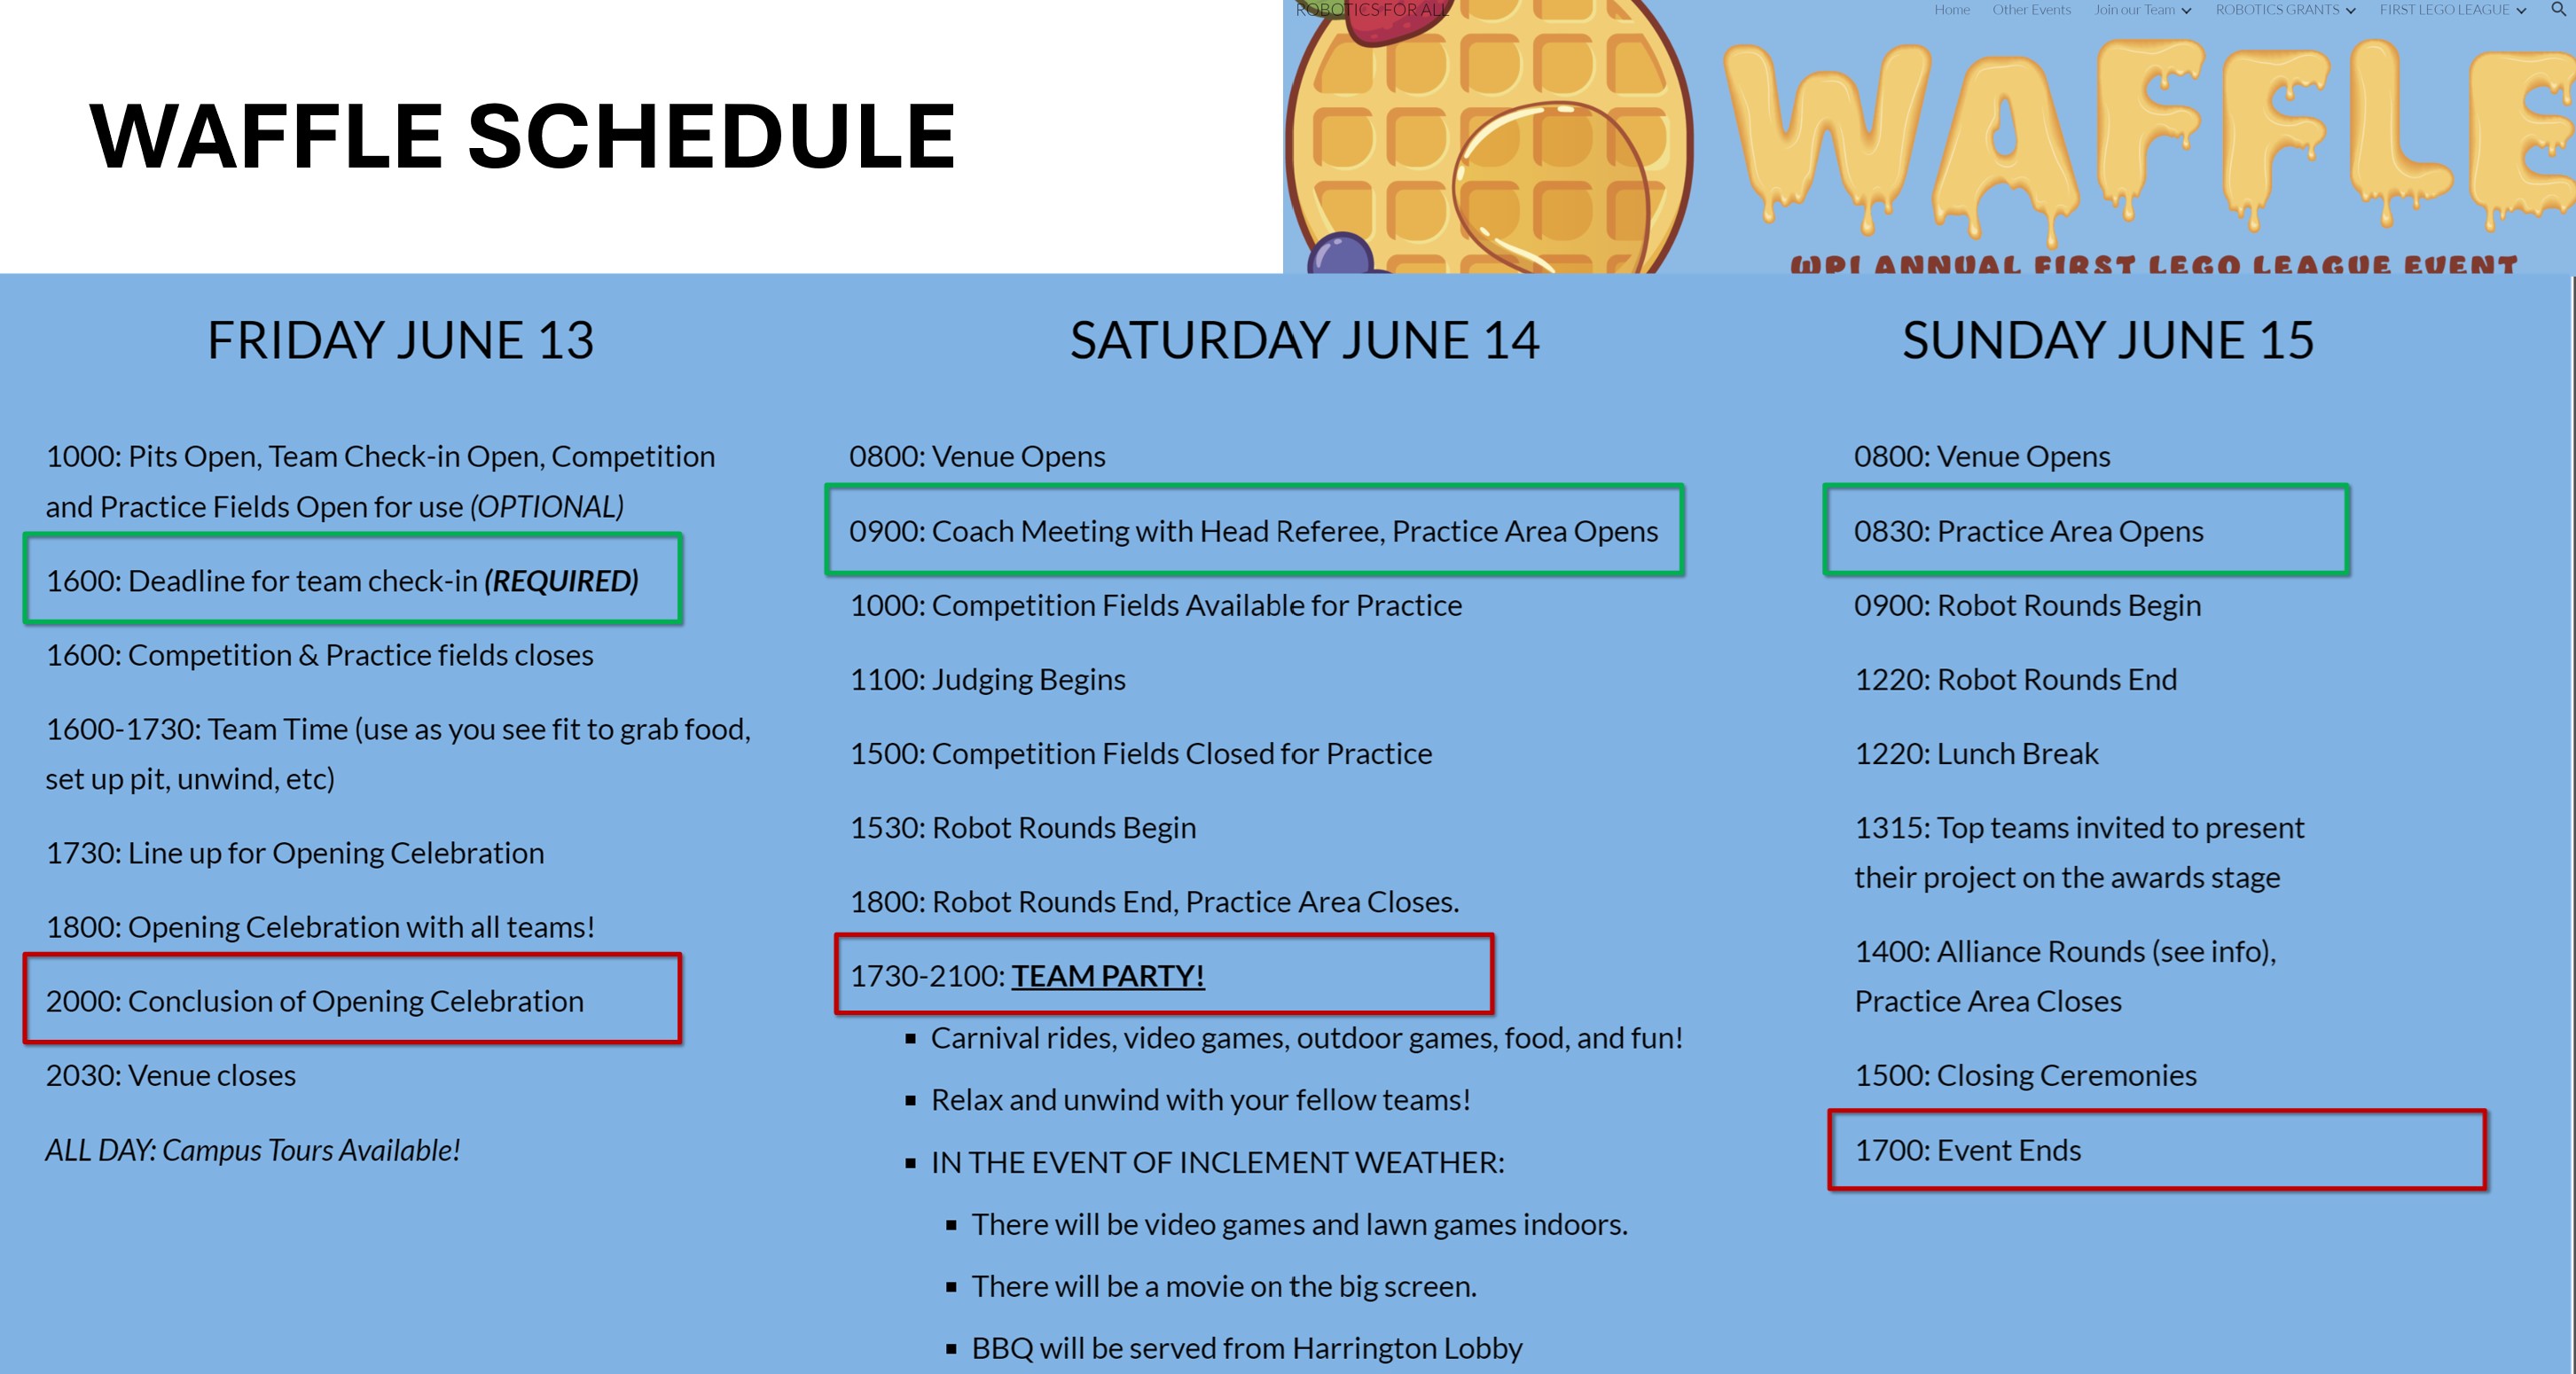 ROBOTICS FOR ALL
Home Other Events Join our Team ROBOTICS GRANTS FIRST LEGO LEAGUE
WAFFLE SCHEDULE
WAFFLE
WPI ANNUAL FIRST LEGO LEAGUE EVENT
FRIDAY JUNE 13
1000: Pits Open, Team Check-in Open, Competition
and Practice Fields Open for use (OPTIONAL)
1600: Deadline for team check-in (REQUIRED)
1600: Competition & Practice fields closes
1600-1730: Team Time (use as you see fit to grab food,
set up pit, unwind, etc)
1730: Line up for Opening Celebration
1800: Opening Celebration with all teams!
2000: Conclusion of Opening Celebration
2030: Venue closes
ALL DAY: Campus Tours Available!
SATURDAY JUNE 14
0800: Venue Opens
0900: Coach Meeting with Head Referee, Practice Area Opens
1000: Competition Fields Available for Practice
1100: Judging Begins
1500: Competition Fields Closed for Practice
1530: Robot Rounds Begin
1800: Robot Rounds End, Practice Area Closes.
1730-2100: TEAM PARTY!
▪ Carnival rides, video games, outdoor games, food, and fun!
▪ Relax and unwind with your fellow teams!
▪ IN THE EVENT OF INCLEMENT WEATHER:
▪ There will be video games and lawn games indoors.
▪ There will be a movie on the big screen.
▪ BBQ will be served from Harrington Lobby
SUNDAY JUNE 15
0800: Venue Opens
0830: Practice Area Opens
0900: Robot Rounds Begin
1220: Robot Rounds End
1220: Lunch Break
1315: Top teams invited to present
their project on the awards stage
1400: Alliance Rounds (see info),
Practice Area Closes
1500: Closing Ceremonies
1700: Event Ends